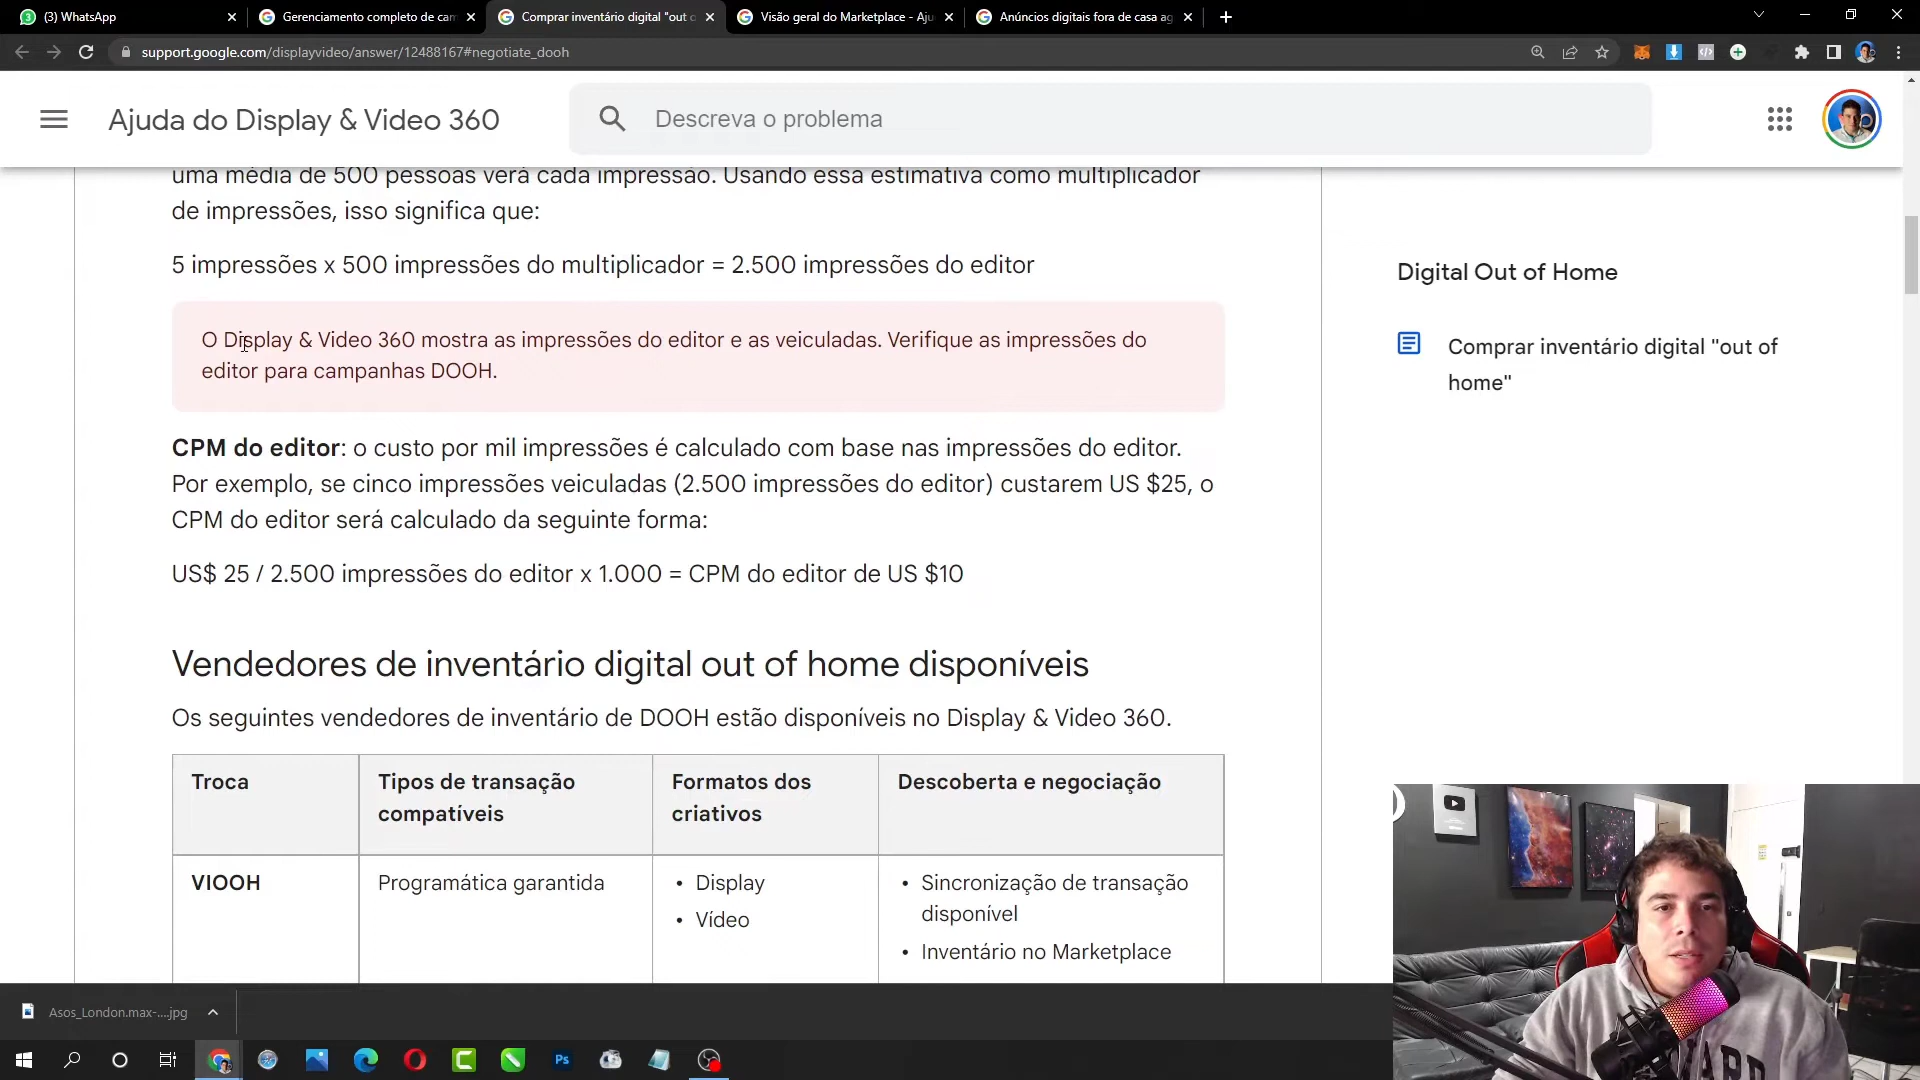 (3) WhatsApp
Gerenciamento completo de cam
Comprar inventário digital "out o
Visão geral do Marketplace - Aju
Anúncios digitais fora de casa ag
support.google.com/displayvideo/answer/12488167#negotiate_dooh
Ajuda do Display & Video 360
Descreva o problema
uma média de 500 pessoas verá cada impressão. Usando essa estimativa como multiplicador
de impressões, isso significa que:
5 impressões x 500 impressões do multiplicador = 2.500 impressões do editor
O Display & Video 360 mostra as impressões do editor e as veiculadas. Verifique as impressões do
editor para campanhas DOOH.
CPM do editor: o custo por mil impressões é calculado com base nas impressões do editor.
Por exemplo, se cinco impressões veiculadas (2.500 impressões do editor) custarem US $25, o
CPM do editor será calculado da seguinte forma:
US$ 25 / 2.500 impressões do editor x 1.000 = CPM do editor de US $10
Vendedores de inventário digital out of home disponíveis
Os seguintes vendedores de inventário de DOOH estão disponíveis no Display & Video 360.
Troca
Tipos de transação
compatíveis
Formatos dos
criativos
Descoberta e negociação
VIOOH
Programática garantida
• Display
• Vídeo
• Sincronização de transação
disponível
• Inventário no Marketplace
Digital Out of Home
Comprar inventário digital "out of
home"
Asos_London.max-....jpg
Ps